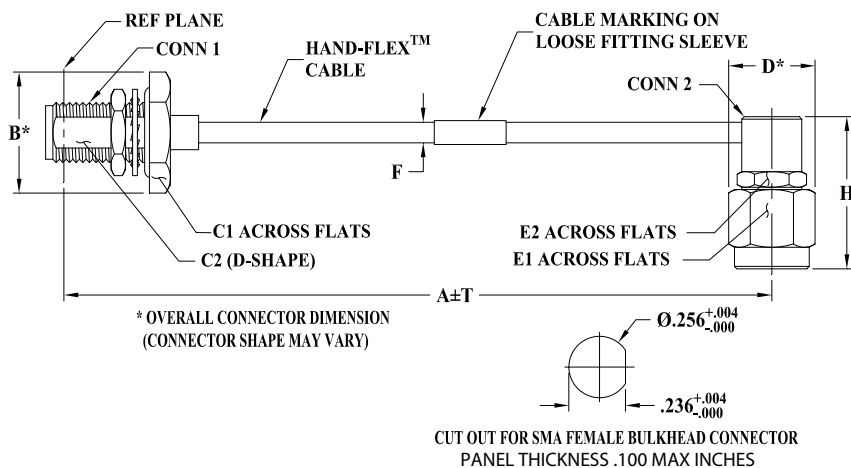 REF PLANE
CONN 1
HAND-FLEX™
CABLE
CABLE MARKING ON
LOOSE FITTING SLEEVE
D*
CONN 2
B*
F
H
C1 ACROSS FLATS
C2 (D-SHAPE)
E2 ACROSS FLATS
E1 ACROSS FLATS
A±T
* OVERALL CONNECTOR DIMENSION
(CONNECTOR SHAPE MAY VARY)
Ø.256+.004
-.000
.236+.004
-.000
CUT OUT FOR SMA FEMALE BULKHEAD CONNECTOR
PANEL THICKNESS .100 MAX INCHES